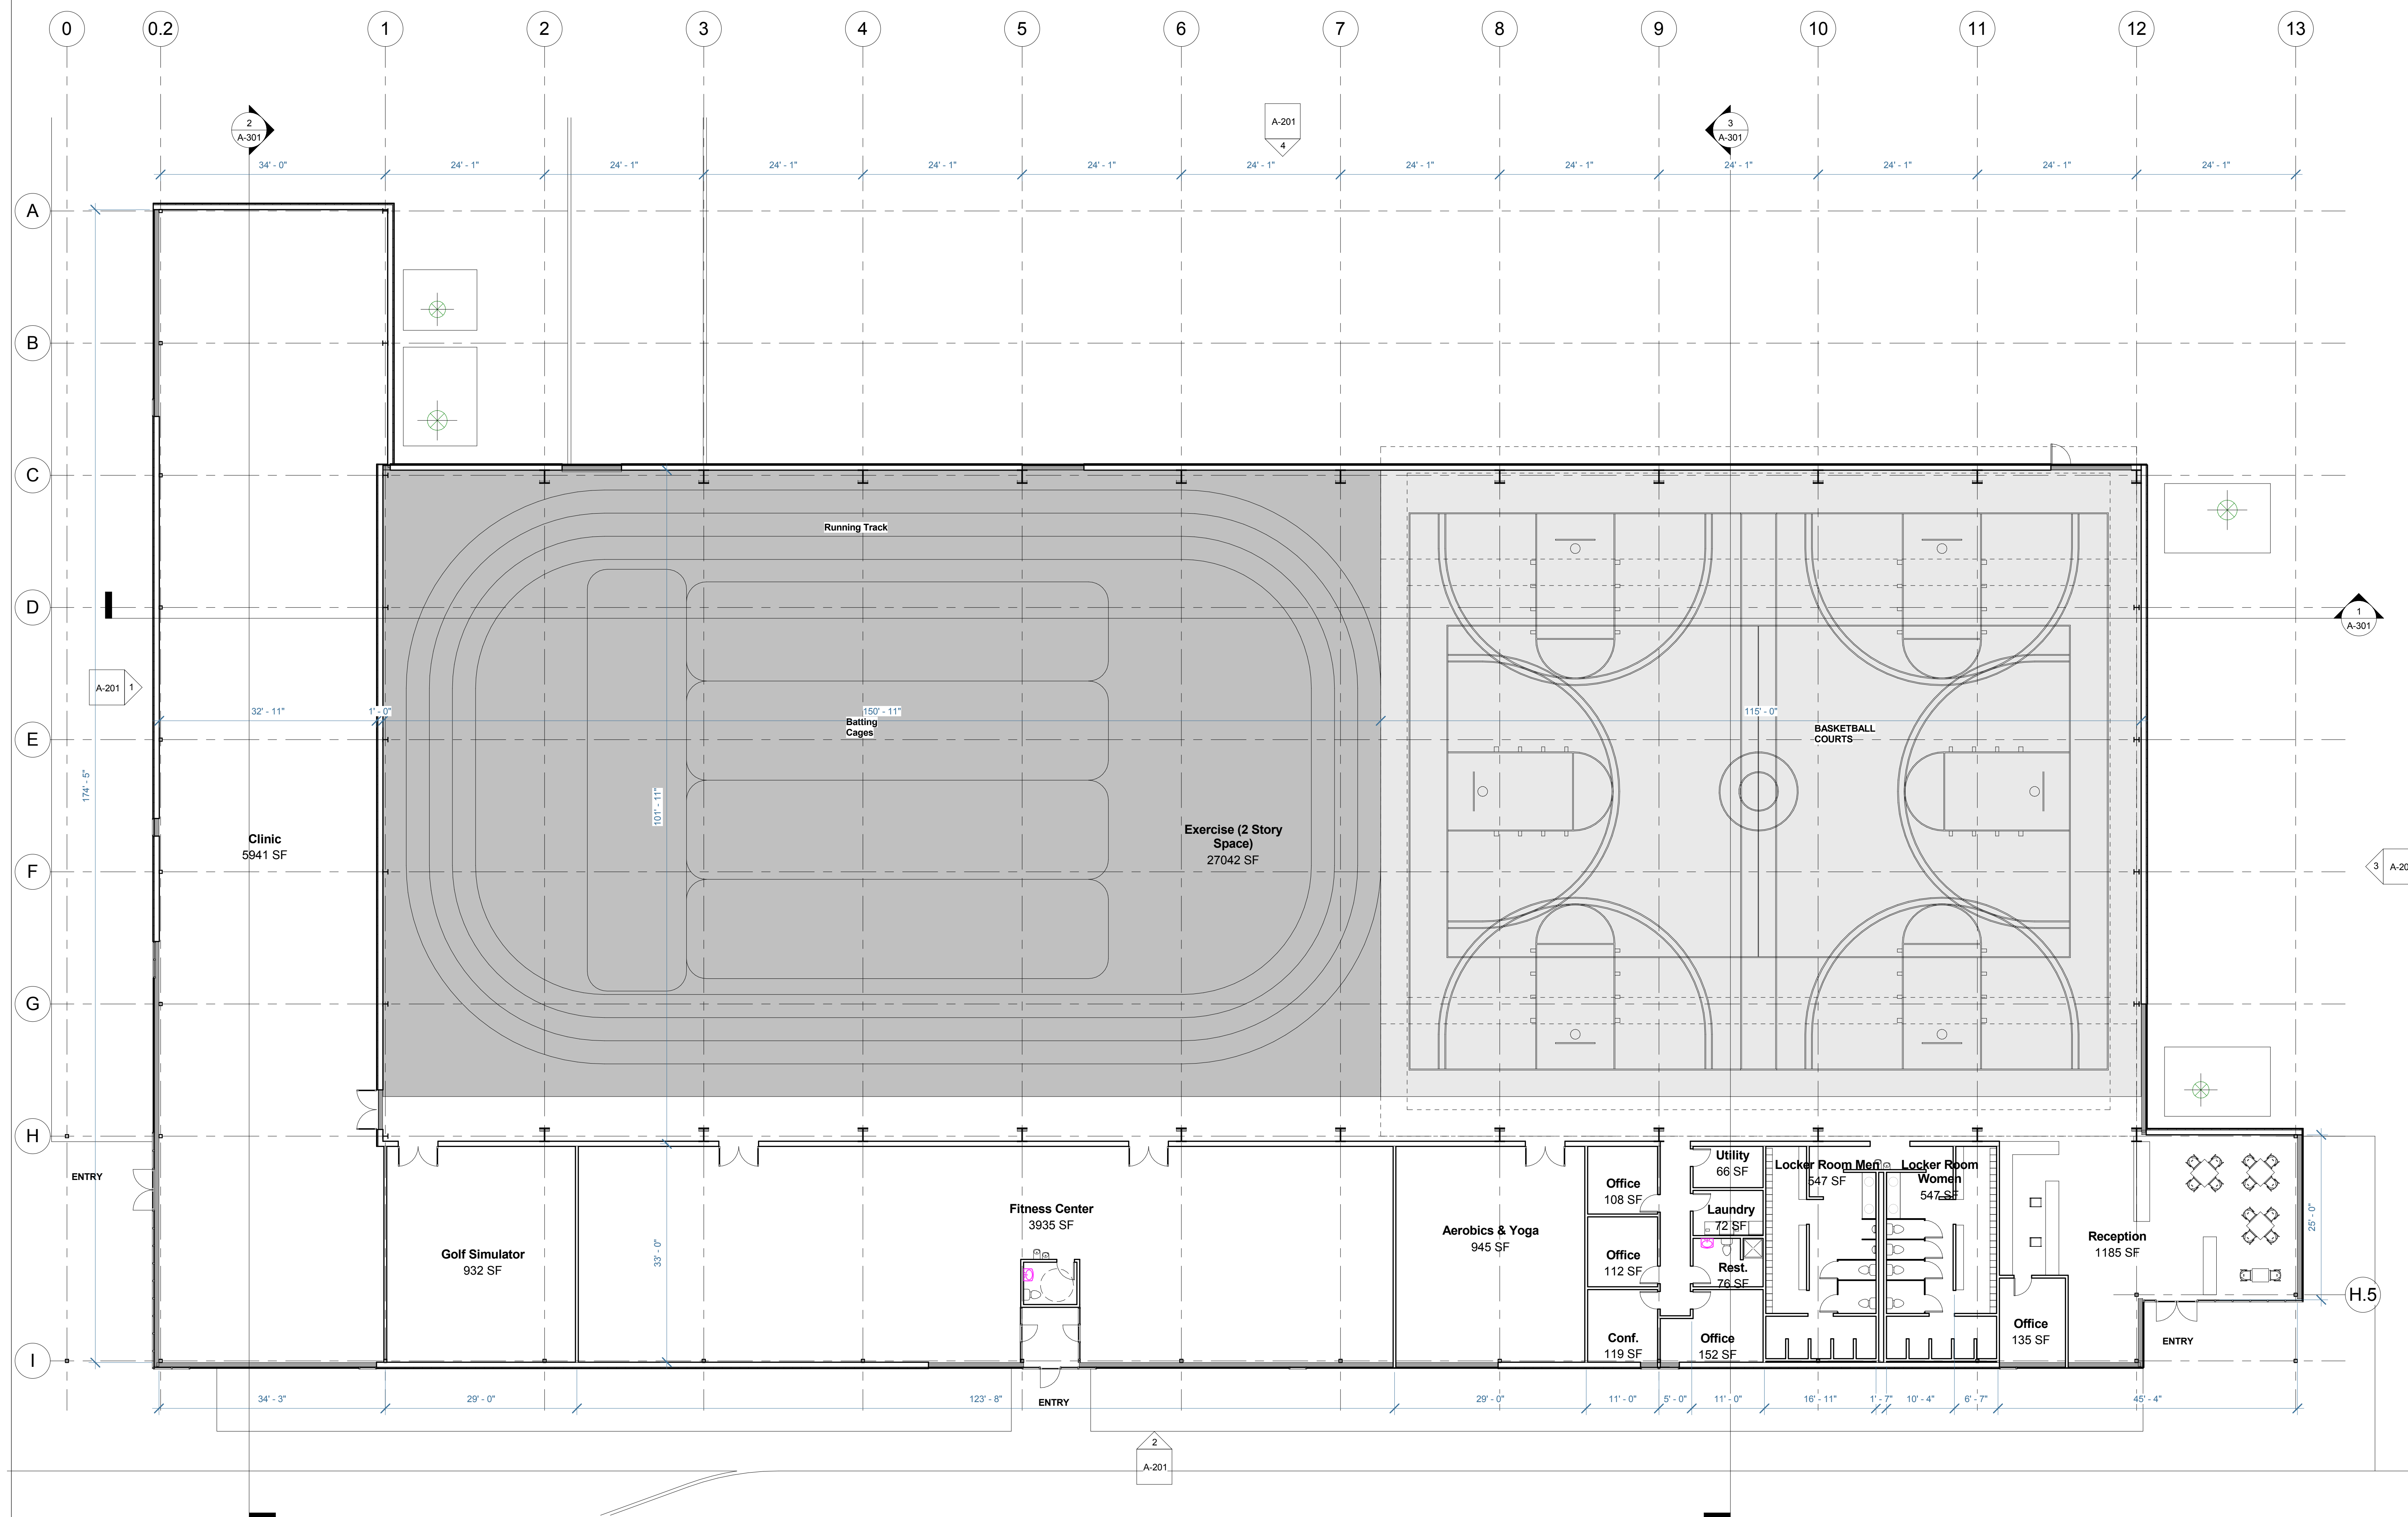 0 0.2 1 2 3 4 5 6 7 8 9 10 11 12 13
2
A-301
A-201
4
3
A-301
34' - 0" 24' - 1" 24' - 1" 24' - 1" 24' - 1" 24' - 1" 24' - 1" 24' - 1" 24' - 1" 24' - 1" 24' - 1" 24' - 1" 24' - 1"
A
B
C
Running Track
D
1
A-301
A-201 1
32' - 11" 1' - 0" 150' - 11" 115' - 0"
Batting
Cages
BASKETBALL
COURTS
E
174' - 5"
101' - 11"
Clinic
5941 SF
Exercise (2 Story
Space)
27042 SF
F
3 A-20
G
H
ENTRY
Utility
66 SF
Locker Room Men
547 SF
Locker Room
Women
547 SF
Office
108 SF
Fitness Center
3935 SF
Laundry
72 SF
Aerobics & Yoga
945 SF
Reception
1185 SF
25' - 0"
Golf Simulator
932 SF
33' - 0"
Office
112 SF
Rest.
76 SF
H.5
Conf.
119 SF
Office
152 SF
Office
135 SF
ENTRY
I
34' - 3" 29' - 0" 123' - 8" 29' - 0" 11' - 0" 5' - 0" 11' - 0" 16' - 11" 1' - 7" 10' - 4" 6' - 7" 45' - 4"
ENTRY
2
A-201